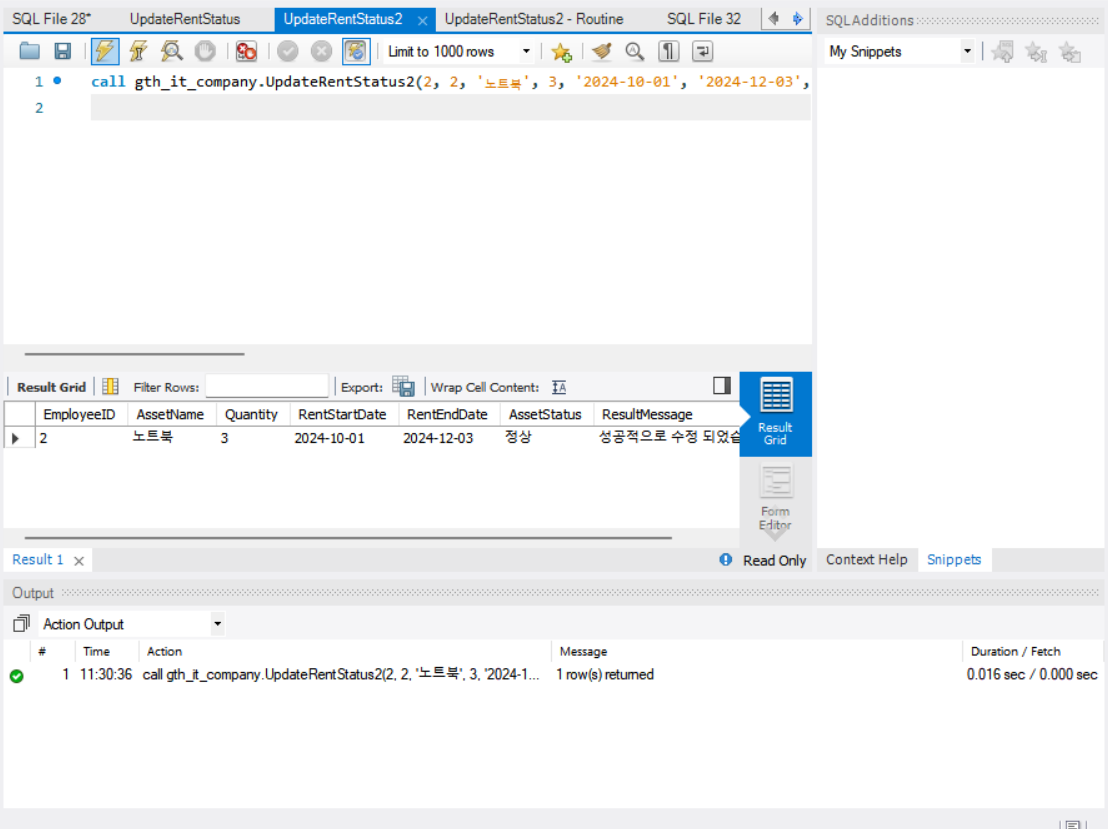 SQL File 28* UpdateRentStatus UpdateRentStatus2 UpdateRentStatus2 - Routine SQL File 32 SQLAdditions
Limit to 1000 rows My Snippets
1 call gth_it_company.UpdateRentStatus2(2, 2, '노트북', 3, '2024-10-01', '2024-12-03',
2
Result Grid Filter Rows: Export: Wrap Cell Content: IA
EmployeeID AssetName Quantity RentStartDate RentEndDate AssetStatus ResultMessage
2 노트북 3 2024-10-01 2024-12-03 정상 성공적으로 수정 되었습
Result
Grid
Form
Editor
Result 1 Read Only Context Help Snippets
Output
Action Output
# Time Action Message Duration / Fetch
1 11:30:36 call gth_it_company.UpdateRentStatus2(2, 2, '노트북', 3, '2024-1... 1 row(s) returned 0.016 sec / 0.000 sec